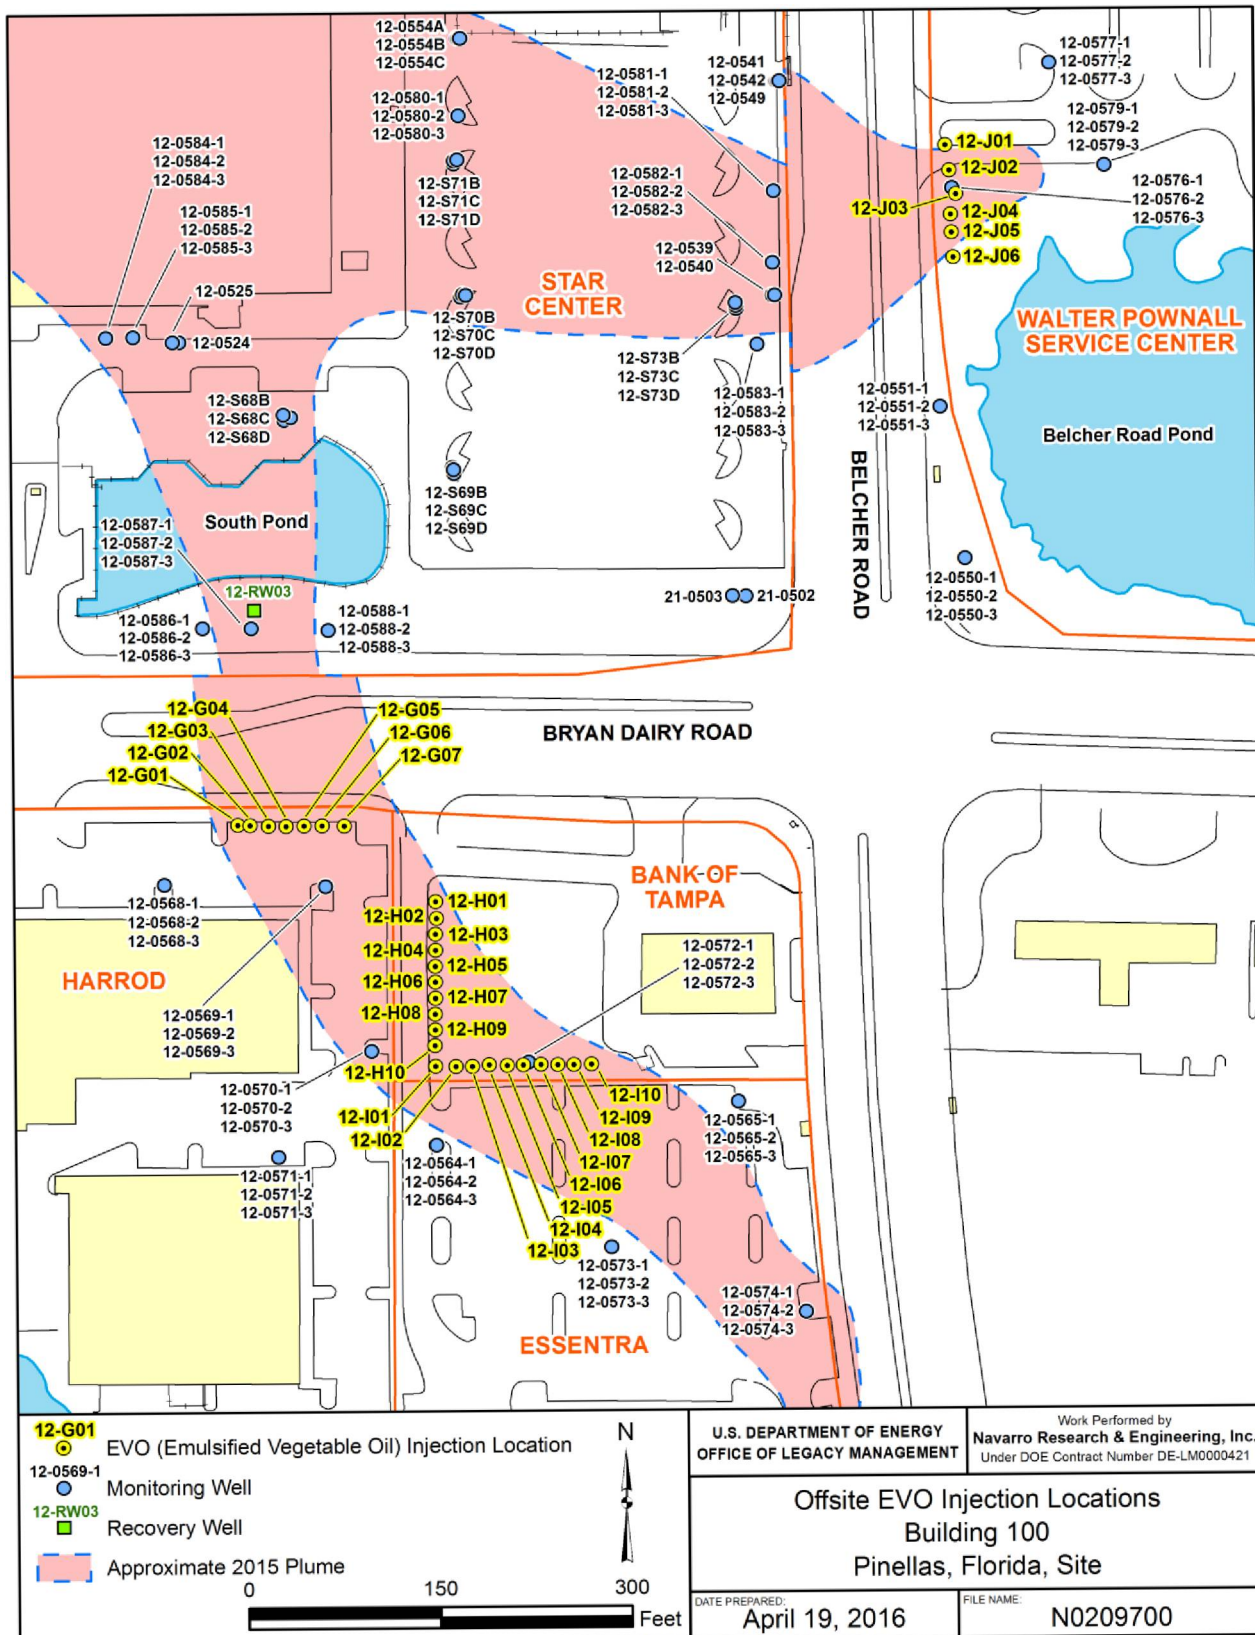 12-0554A
12-0554B
12-0554C
12-0541
12-0542
12-0549
12-0577-1
12-0577-2
12-0577-3
12-0581-1
12-0581-2
12-0581-3
12-0580-1
12-0580-2
12-0580-3
12-0579-1
12-0579-2
12-0579-3
12-0584-1
12-0584-2
12-0584-3
12-J01
12-J02
12-S71B
12-S71C
12-S71D
12-0582-1
12-0582-2
12-0582-3
12-0576-1
12-0576-2
12-0576-3
12-J03
12-J04
12-J05
12-J06
12-0585-1
12-0585-2
12-0585-3
12-0539
12-0540
STAR
CENTER
12-0525
12-0524
12-S70B
12-S70C
12-S70D
WALTER POWNALL
SERVICE CENTER
12-S73B
12-S73C
12-S73D
12-0583-1
12-0583-2
12-0583-3
12-0551-1
12-0551-2
12-0551-3
12-S68B
12-S68C
12-S68D
Belcher Road Pond
BELCHER ROAD
12-S69B
12-S69C
12-S69D
South Pond
12-0587-1
12-0587-2
12-0587-3
12-RW03
12-0550-1
12-0550-2
12-0550-3
21-0503
21-0502
12-0586-1
12-0586-2
12-0586-3
12-0588-1
12-0588-2
12-0588-3
12-G04
12-G03
12-G02
12-G01
12-G05
12-G06
12-G07
BRYAN DAIRY ROAD
BANK OF
TAMPA
12-0568-1
12-0568-2
12-0568-3
12-H01
12-H02
12-H03
12-H04
12-H05
12-H06
12-H07
12-H08
12-H09
12-H10
12-0572-1
12-0572-2
12-0572-3
HARROD
12-0569-1
12-0569-2
12-0569-3
12-0570-1
12-0570-2
12-0570-3
12-I01
12-I02
12-I10
12-I09
12-I08
12-I07
12-I06
12-I05
12-I04
12-I03
12-0565-1
12-0565-2
12-0565-3
12-0564-1
12-0564-2
12-0564-3
12-0571-1
12-0571-2
12-0571-3
12-0573-1
12-0573-2
12-0573-3
12-0574-1
12-0574-2
12-0574-3
ESSENTRA
12-G01
EVO (Emulsified Vegetable Oil) Injection Location
12-0569-1
Monitoring Well
12-RW03
Recovery Well
Approximate 2015 Plume
N
0 150 300
Feet
U.S. DEPARTMENT OF ENERGY
OFFICE OF LEGACY MANAGEMENT
Work Performed by
Navarro Research & Engineering, Inc.
Under DOE Contract Number DE-LM0000421
Offsite EVO Injection Locations
Building 100
Pinellas, Florida, Site
DATE PREPARED:
April 19, 2016
FILE NAME:
N0209700